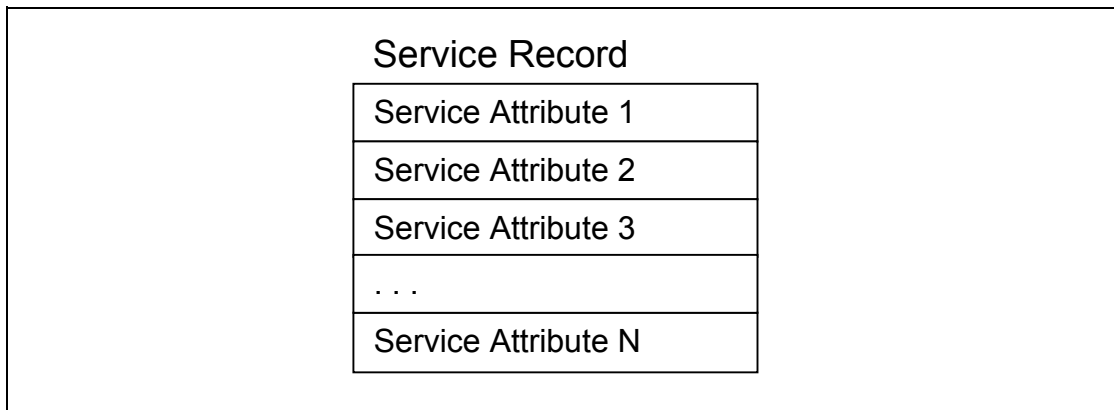 Service Record
Service Attribute 1
Service Attribute 2
Service Attribute 3
. . .
Service Attribute N